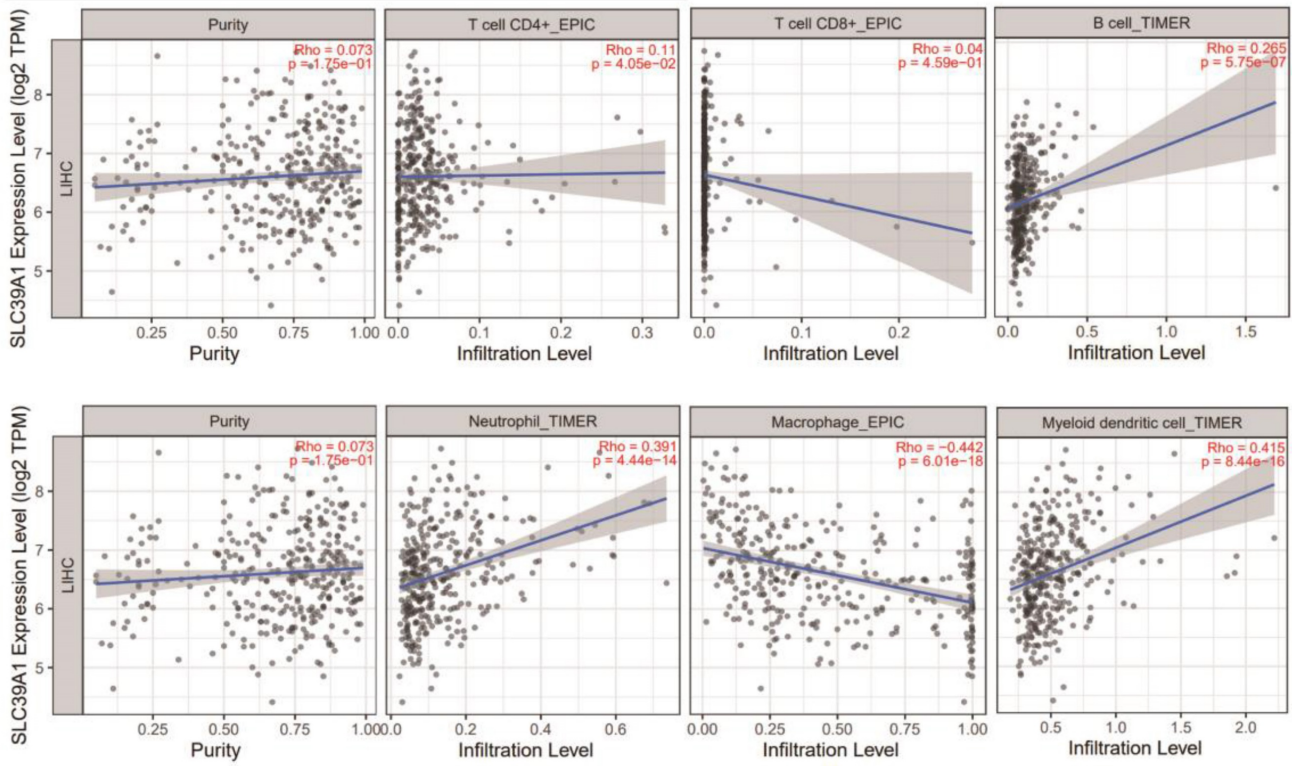 Purity
T cell CD4+_EPIC
T cell CD8+_EPIC
B cell_TIMER
SLC39A1 Expression Level (log2 TPM)
LIHC
Rho = 0.073
p = 1.75e−01
Rho = 0.11
p = 4.05e−02
Rho = 0.04
p = 4.59e−01
Rho = 0.265
p = 5.75e−07
8
7
6
5
0.25 0.50 0.75 1.00
0.0 0.1 0.2 0.3
0.0 0.1 0.2
0.0 0.5 1.0 1.5
Purity
Infiltration Level
Infiltration Level
Infiltration Level
Purity
Neutrophil_TIMER
Macrophage_EPIC
Myeloid dendritic cell_TIMER
SLC39A1 Expression Level (log2 TPM)
LIHC
Rho = 0.073
p = 1.75e−01
Rho = 0.391
p = 4.44e−14
Rho = −0.442
p = 6.01e−18
Rho = 0.415
p = 8.44e−16
8
7
6
5
0.25 0.50 0.75 1.00
0.0 0.2 0.4 0.6
0.00 0.25 0.50 0.75 1.00
0.5 1.0 1.5 2.0
Purity
Infiltration Level
Infiltration Level
Infiltration Level